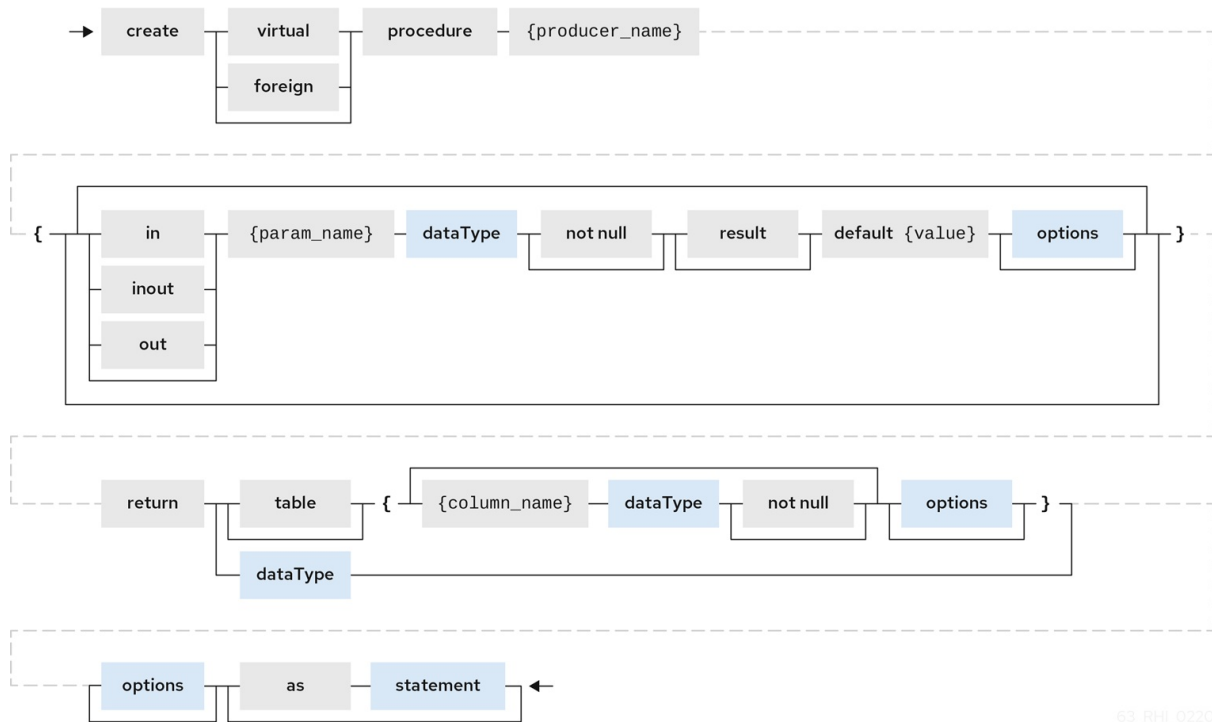 create virtual procedure {producer_name}
foreign
{ in {param_name} dataType not null result default {value} options }
inout
out
return table { {column_name} dataType not null options }
dataType
options as statement
63_RHI_0220